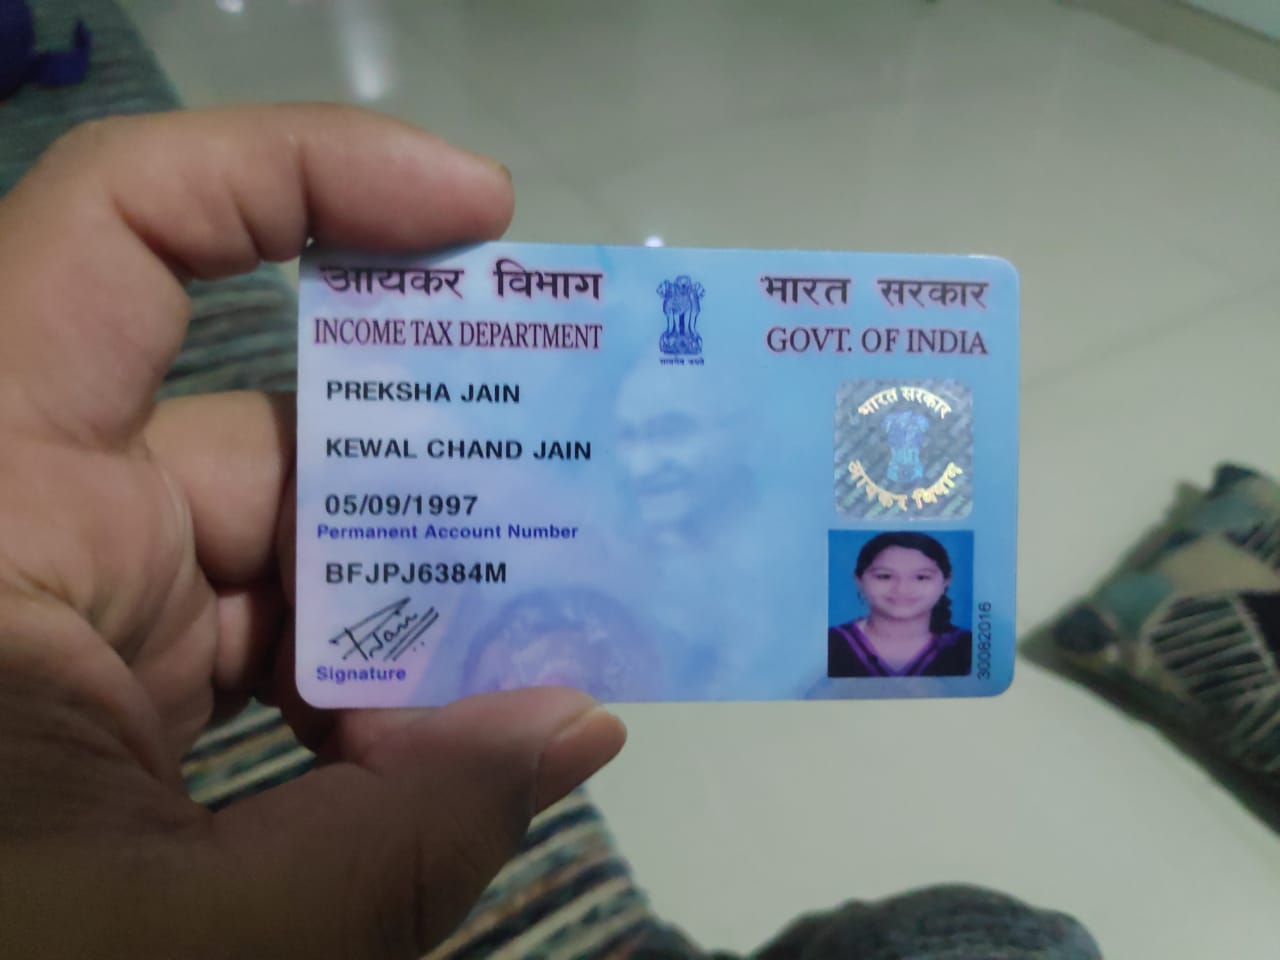 आयकर विभाग
INCOME TAX DEPARTMENT
सत्यमेव जयते
भारत सरकार
GOVT. OF INDIA
PREKSHA JAIN
KEWAL CHAND JAIN
05/09/1997
Permanent Account Number
BFJPJ6384M
Jain
Signature
भारत सरकार
आयकर विभाग
30082016